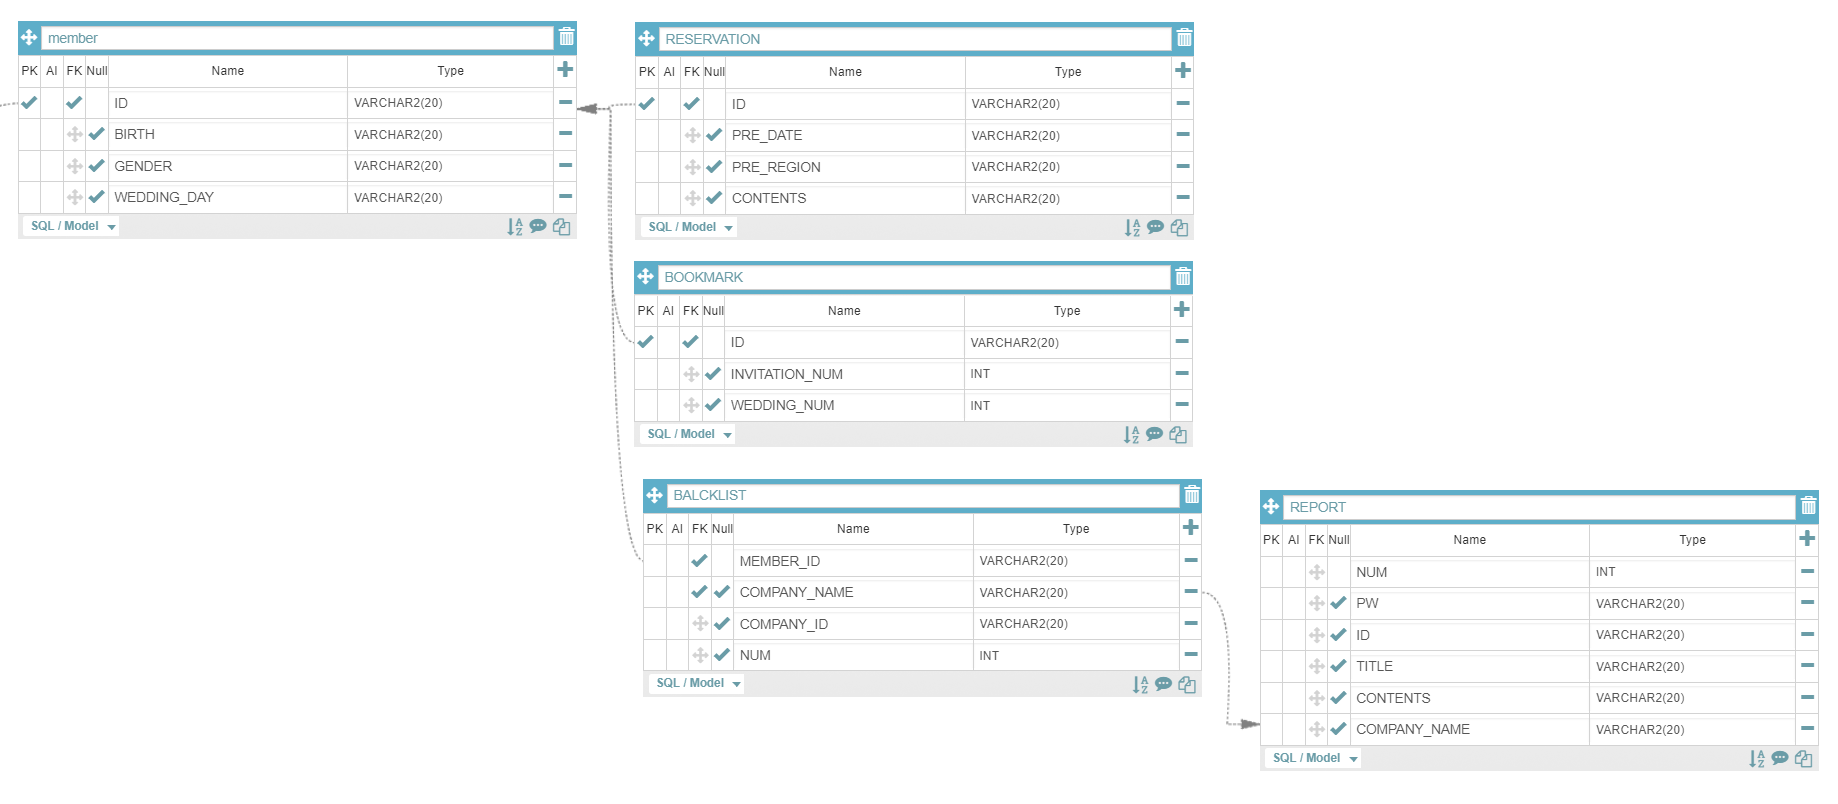 member
PK AI FK Null Name Type
ID VARCHAR2(20)
BIRTH VARCHAR2(20)
GENDER VARCHAR2(20)
WEDDING_DAY VARCHAR2(20)
SQL / Model
RESERVATION
PK AI FK Null Name Type
ID VARCHAR2(20)
PRE_DATE VARCHAR2(20)
PRE_REGION VARCHAR2(20)
CONTENTS VARCHAR2(20)
SQL / Model
BOOKMARK
PK AI FK Null Name Type
ID VARCHAR2(20)
INVITATION_NUM INT
WEDDING_NUM INT
SQL / Model
BALCKLIST
PK AI FK Null Name Type
MEMBER_ID VARCHAR2(20)
COMPANY_NAME VARCHAR2(20)
COMPANY_ID VARCHAR2(20)
NUM INT
SQL / Model
REPORT
PK AI FK Null Name Type
NUM INT
PW VARCHAR2(20)
ID VARCHAR2(20)
TITLE VARCHAR2(20)
CONTENTS VARCHAR2(20)
COMPANY_NAME VARCHAR2(20)
SQL / Model